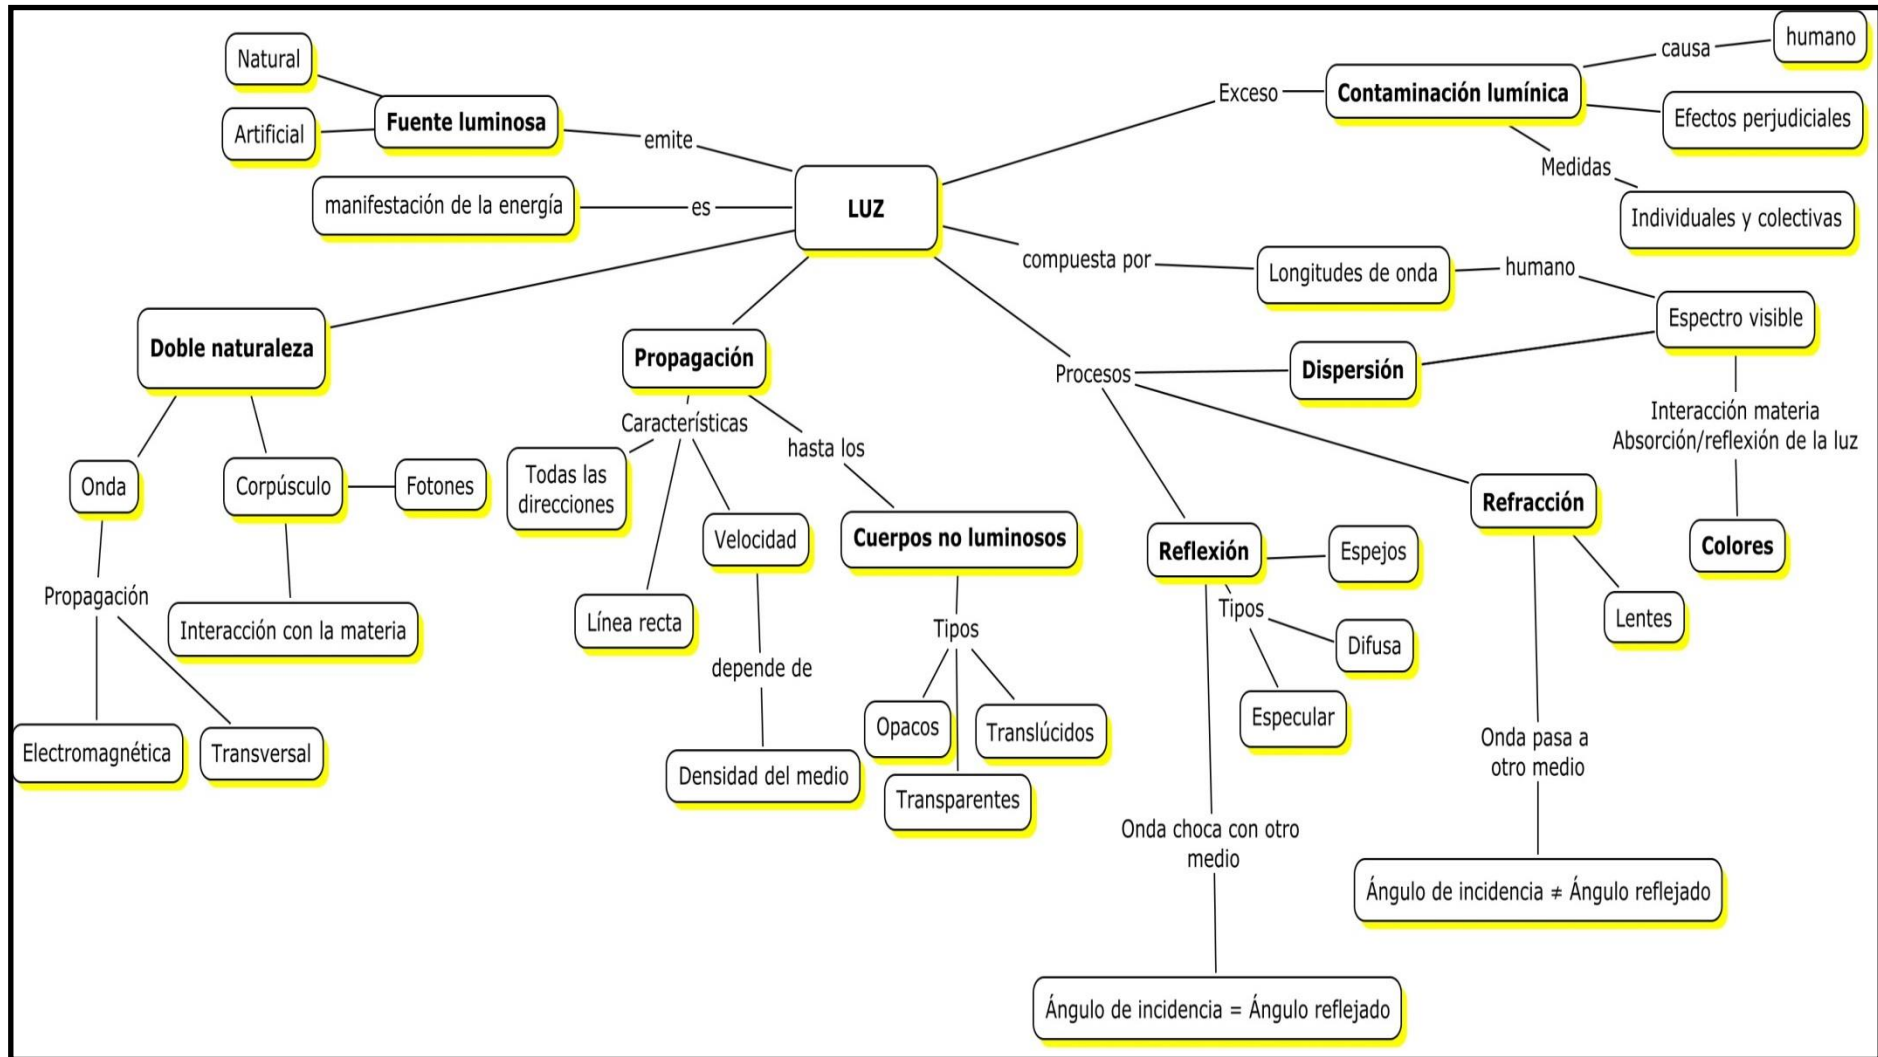 Natural
Artificial
Fuente luminosa
emite
manifestación de la energía
es
LUZ
Exceso
Contaminación lumínica
causa
humano
Efectos perjudiciales
Medidas
Individuales y colectivas
compuesta por
Longitudes de onda
humano
Espectro visible
Interacción materia
Absorción/reflexión de la luz
Colores
Doble naturaleza
Onda
Corpúsculo
Fotones
Propagación
Interacción con la materia
Electromagnética
Transversal
Propagación
Características
Todas las
direcciones
Línea recta
Velocidad
depende de
Densidad del medio
hasta los
Cuerpos no luminosos
Tipos
Opacos
Translúcidos
Transparentes
Procesos
Dispersión
Reflexión
Espejos
Tipos
Difusa
Especular
Onda choca con otro
medio
Ángulo de incidencia = Ángulo reflejado
Refracción
Lentes
Onda pasa a
otro medio
Ángulo de incidencia ≠ Ángulo reflejado